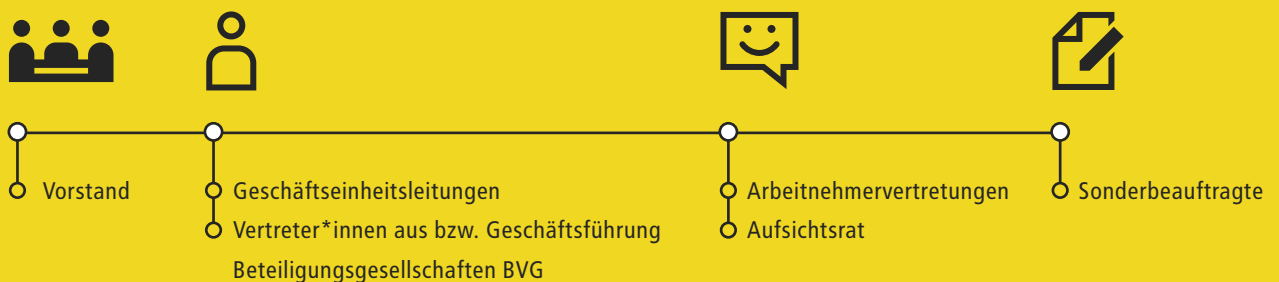 Vorstand
Geschäftseinheitsleitungen
Vertreter*innen aus bzw. Geschäftsführung
Beteiligungsgesellschaften BVG
Arbeitnehmervertretungen
Aufsichtsrat
Sonderbeauftragte